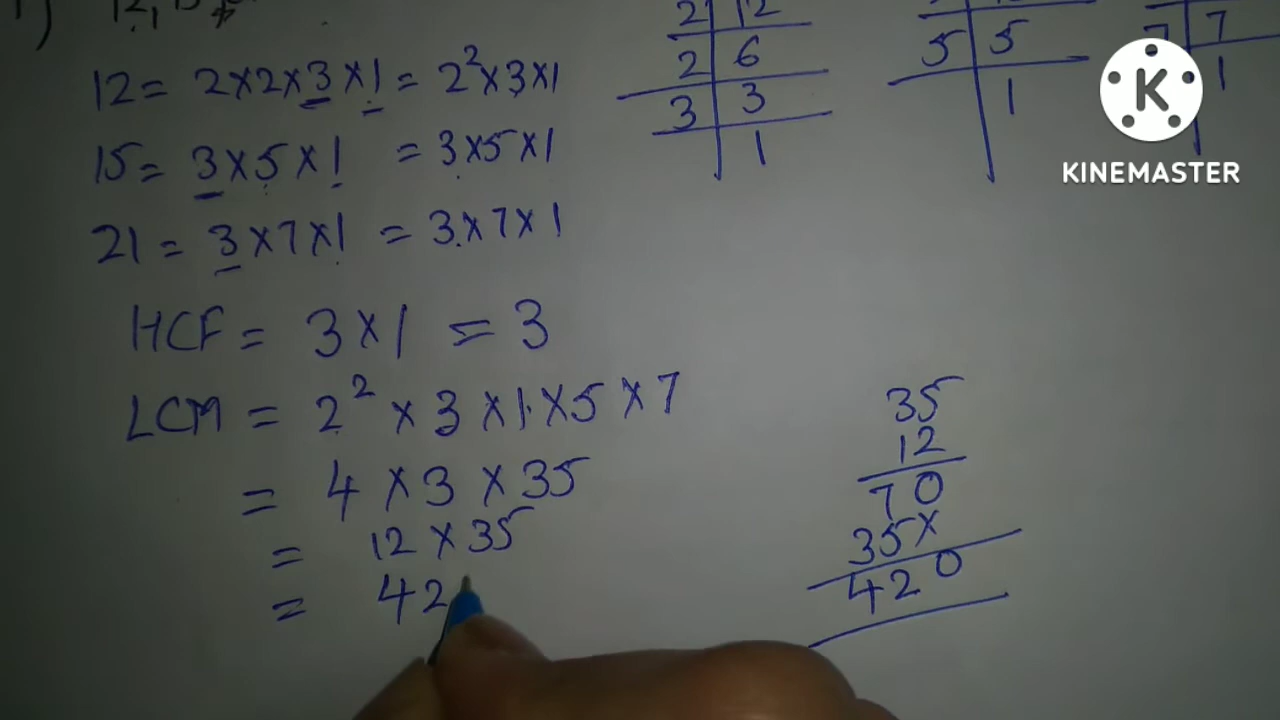 12, 15
12 = 2×2×3×1 = 2²×3×1
15 = 3×5×1 = 3×5×1
21 = 3×7×1 = 3×7×1
HCF = 3×1 = 3
LCM = 2² × 3 × 1 × 5 × 7
= 4 × 3 × 35
= 12 × 35
= 42
2 12
2 6
3 3
1
5 5
1
7 7
1
35
12
70
35×
420
K
KINEMASTER